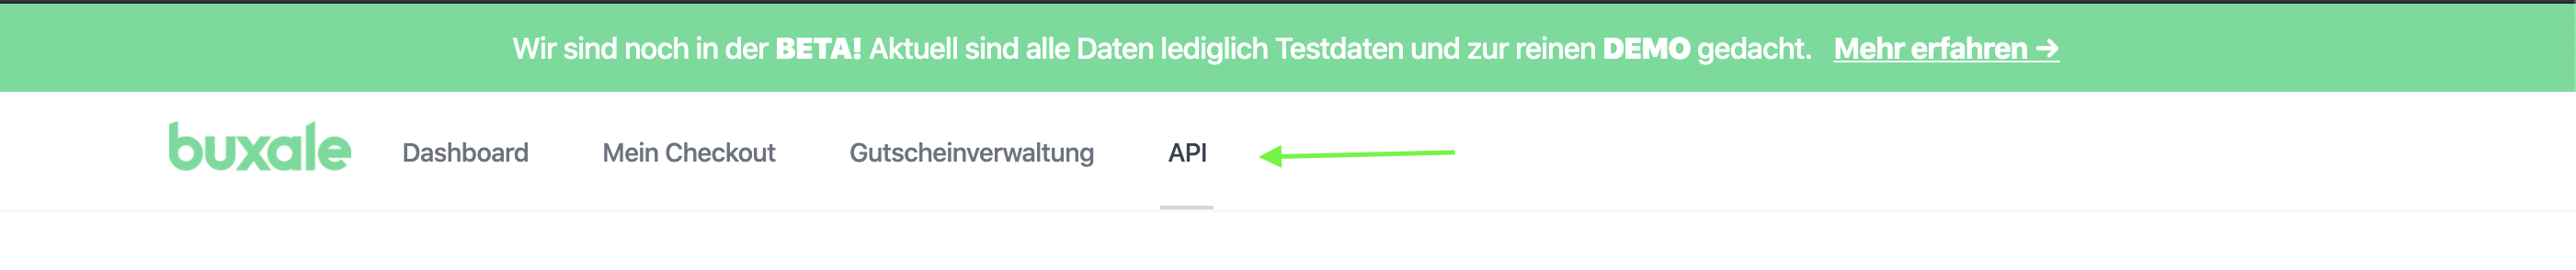 Wir sind noch in der BETA! Aktuell sind alle Daten lediglich Testdaten und zur reinen DEMO gedacht. Mehr erfahren →
buxale Dashboard Mein Checkout Gutscheinverwaltung API